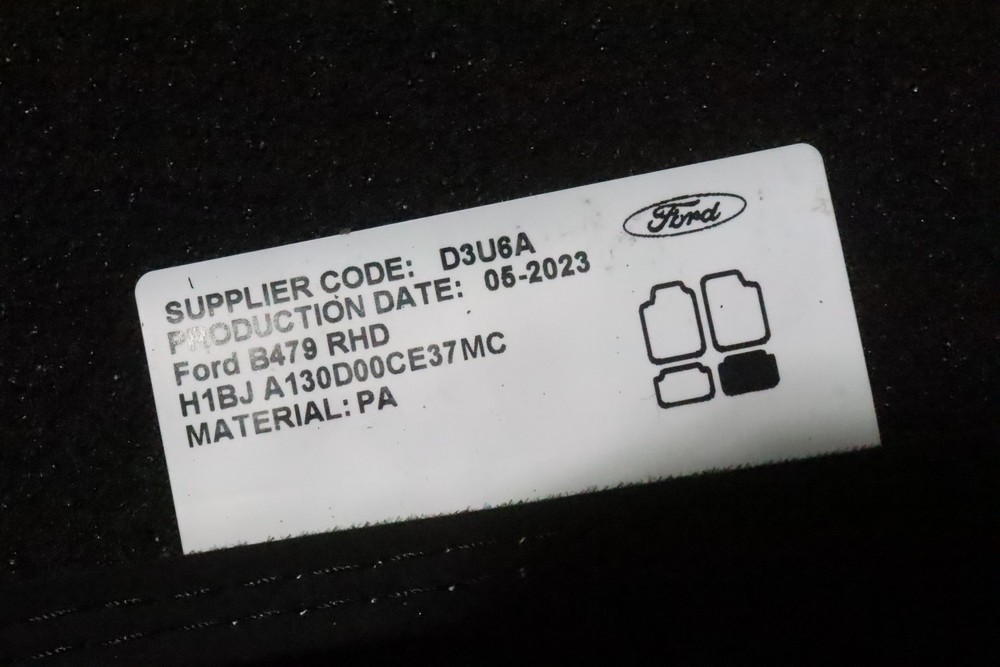 Ford
SUPPLIER CODE: D3U6A
PRODUCTION DATE: 05-2023
Ford B479 RHD
H1BJ A130D00CE37MC
MATERIAL: PA